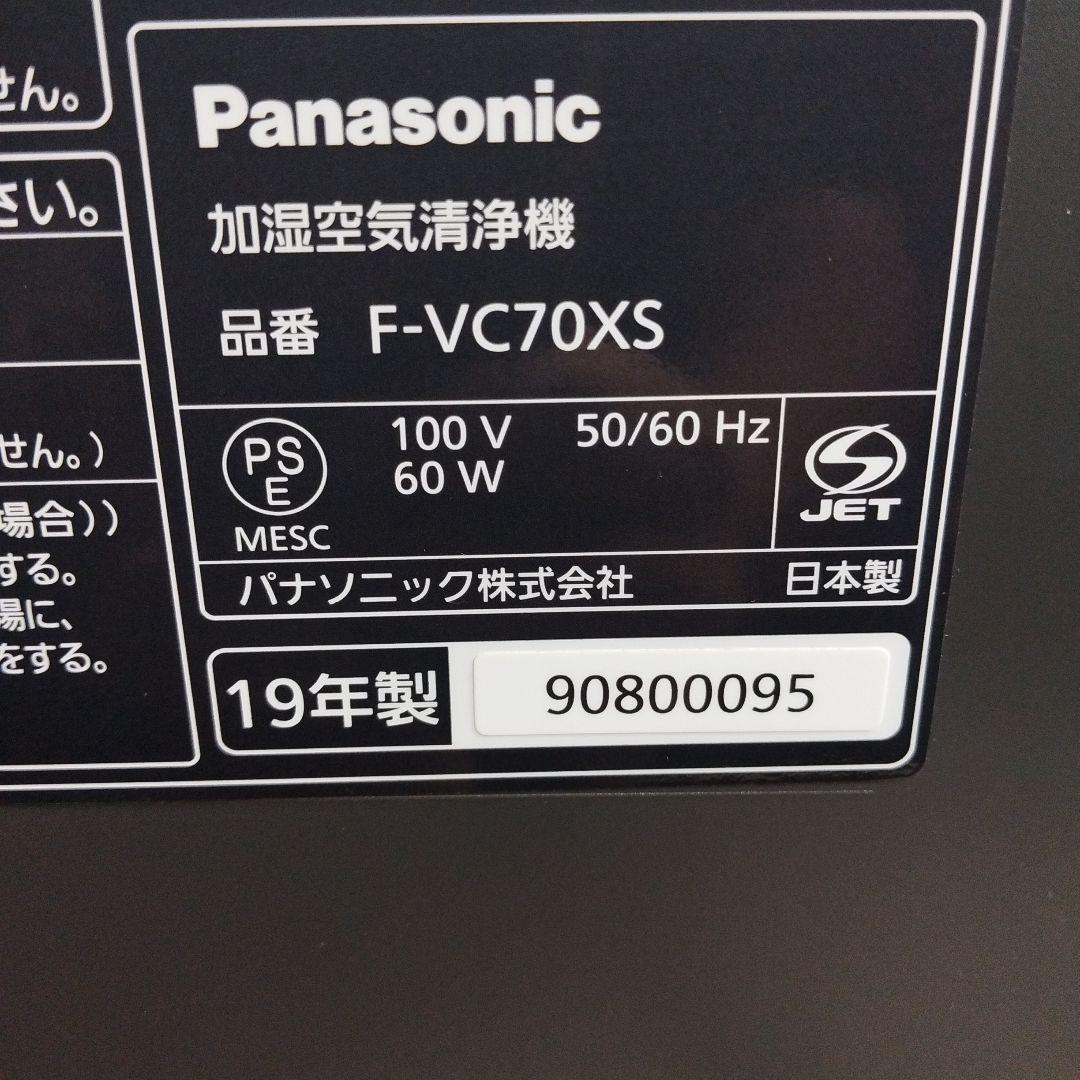 せん。
さい。
せん。)
場合))
する。
場に、
をする。
Panasonic
加湿空気清浄機
品番 F-VC70XS
PS
E
MESC
100 V 50/60 Hz
60 W
JET
パナソニック株式会社 日本製
19年製 90800095